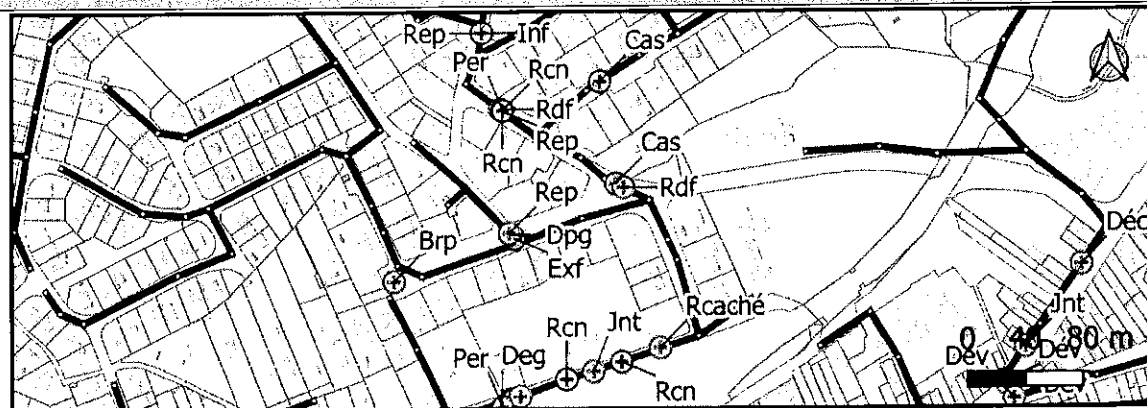 Rep Inf
Cas
Per
Rcn
Rdf
Rep
Rcn
Cas
Rdf
Rep
Dpg
Exf
Brp
Déc
Jnt
Rcaché
Jnt
Rcn
Per Deg
Rcn
0 40 80 m
Dév
Dév
Dév